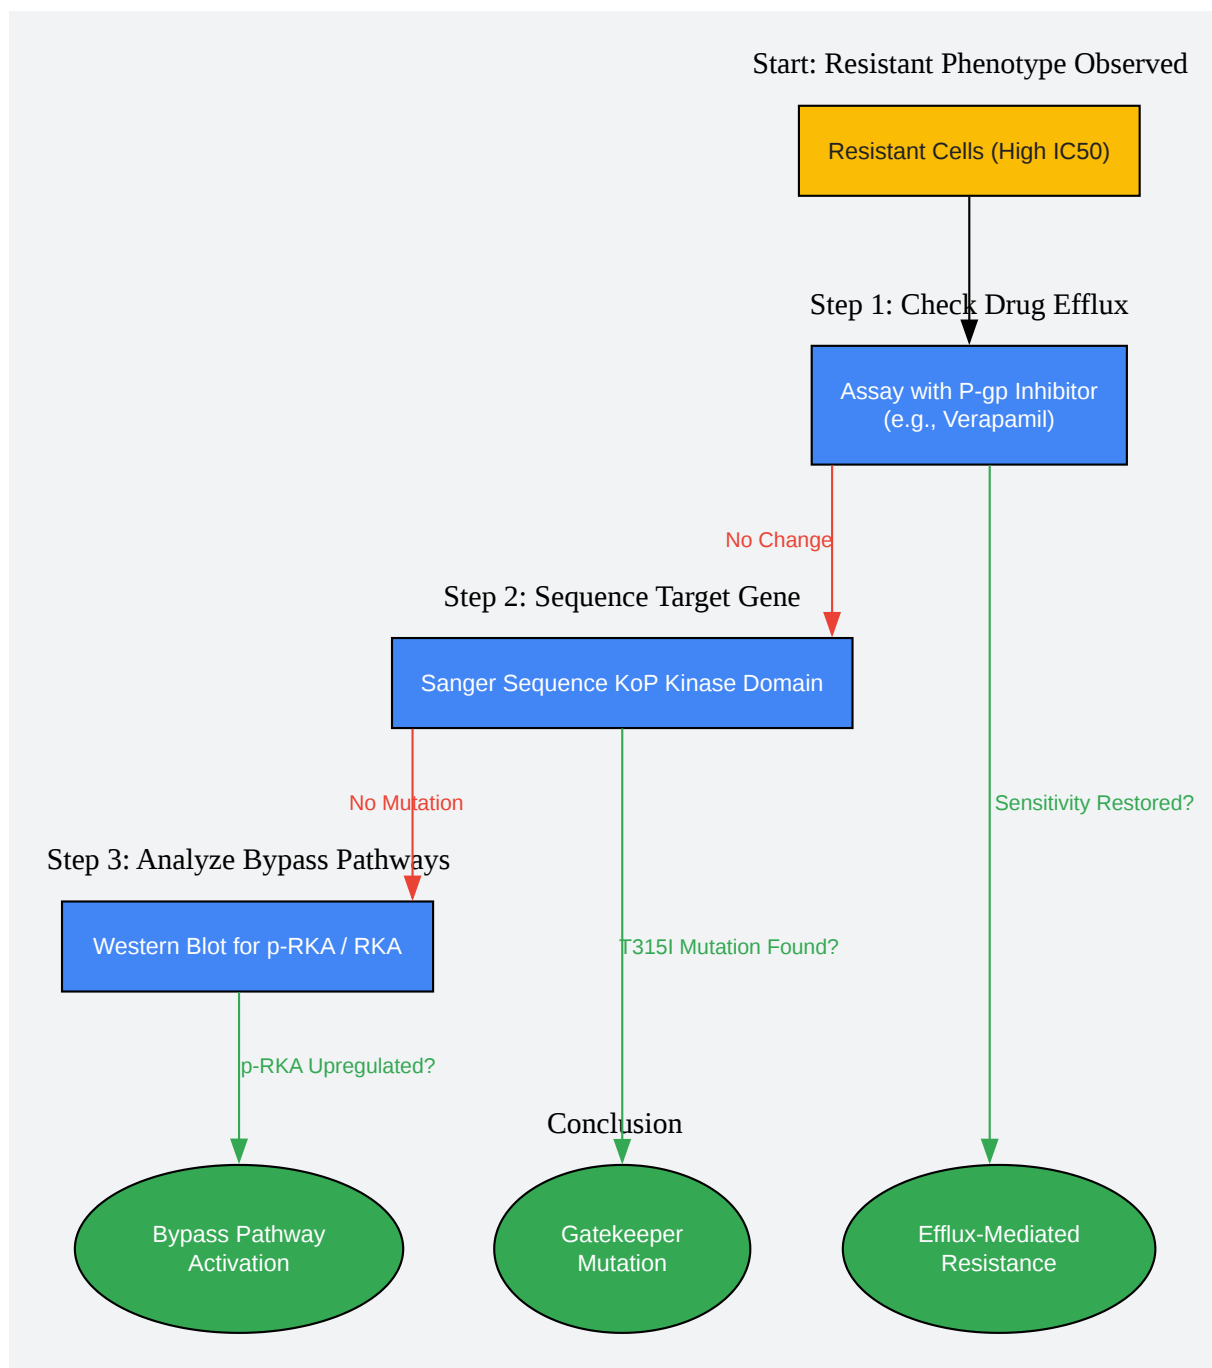 Start: Resistant Phenotype Observed
Resistant Cells (High IC50)
Step 1: Check Drug Efflux
Assay with P-gp Inhibitor
(e.g., Verapamil)
No Change
Step 2: Sequence Target Gene
Sanger Sequence KoP Kinase Domain
No Mutation
Sensitivity Restored?
Step 3: Analyze Bypass Pathways
Western Blot for p-RKA / RKA
T315I Mutation Found?
p-RKA Upregulated?
Conclusion
Bypass Pathway
Activation
Gatekeeper
Mutation
Efflux-Mediated
Resistance